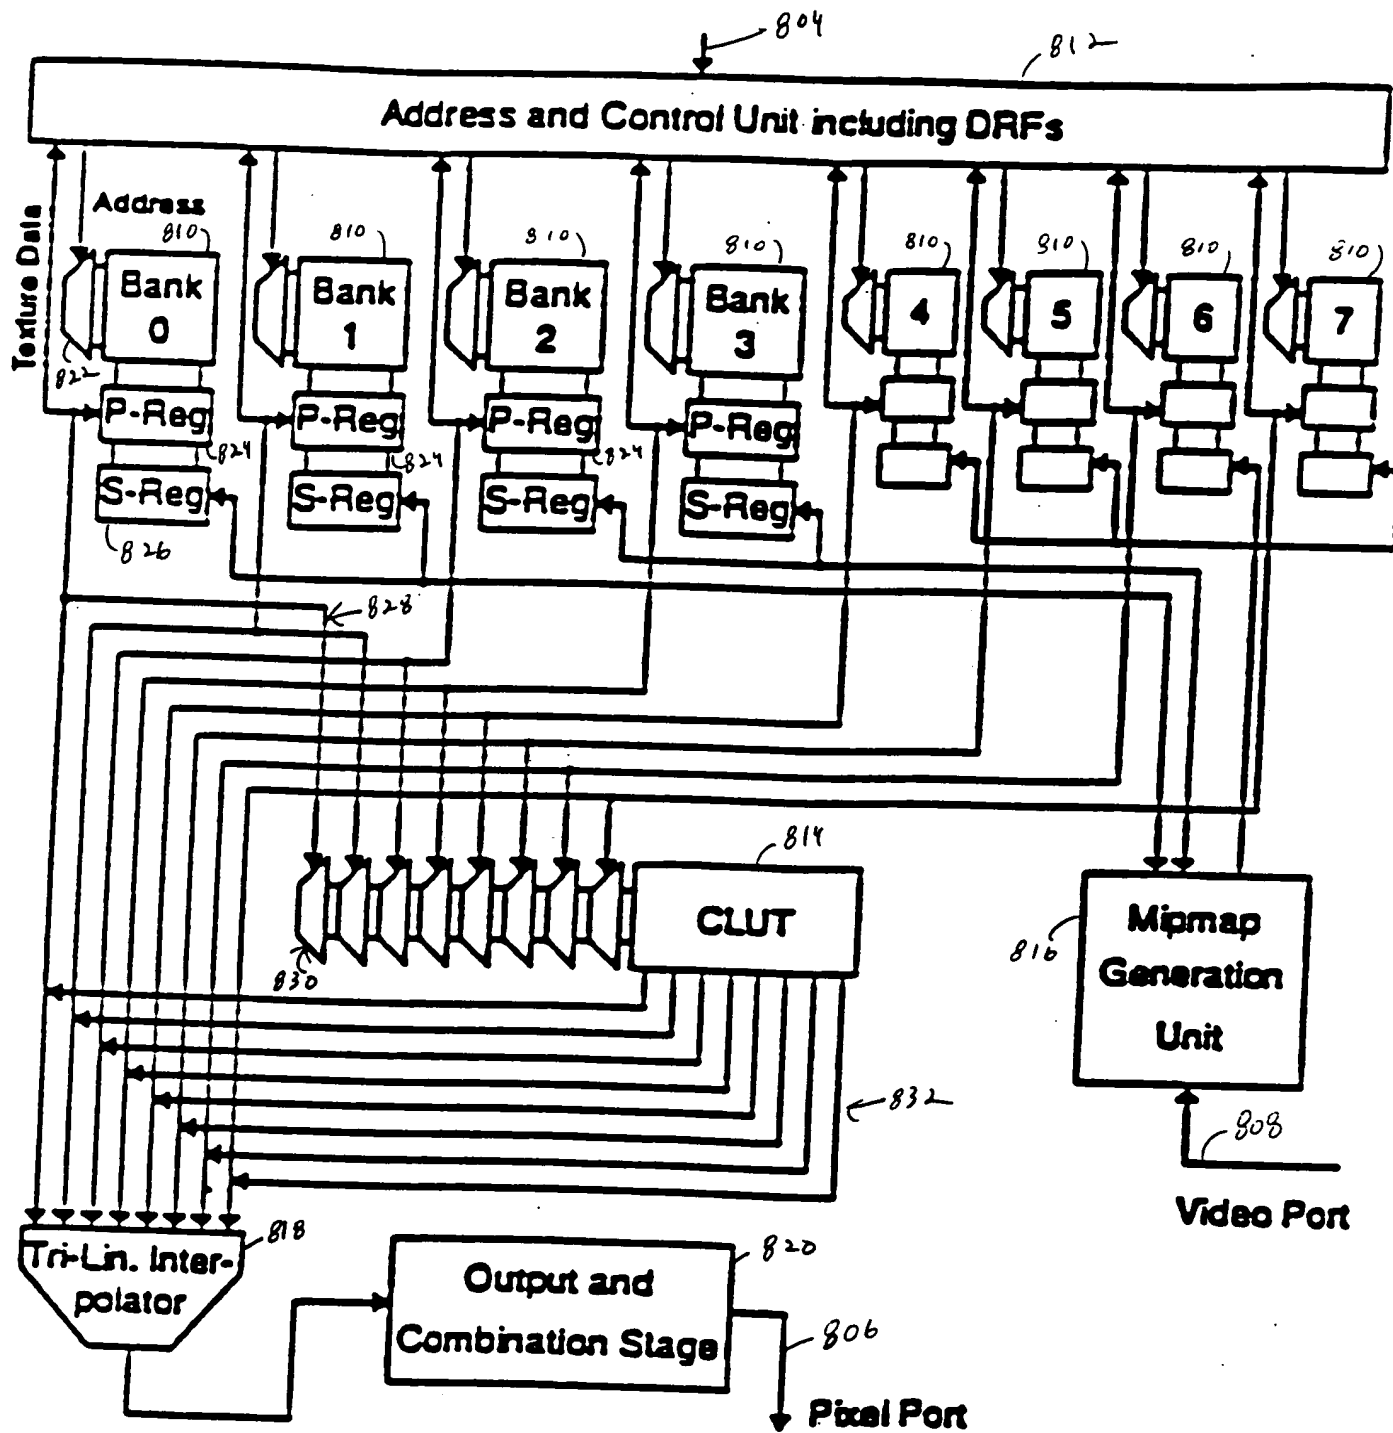 804
812
Address and Control Unit including DRFs
Texture Data
Address
810
810
810
810
810
810
810
810
Bank
0
Bank
1
Bank
2
Bank
3
4
5
6
7
822
P-Reg
P-Reg
P-Reg
P-Reg
824
824
824
S-Reg
S-Reg
S-Reg
S-Reg
826
828
814
CLUT
830
816
Mipmap
Generation
Unit
832
808
Video Port
818
Tri-Lin. Inter-
polator
820
Output and
Combination Stage
806
Pixel Port